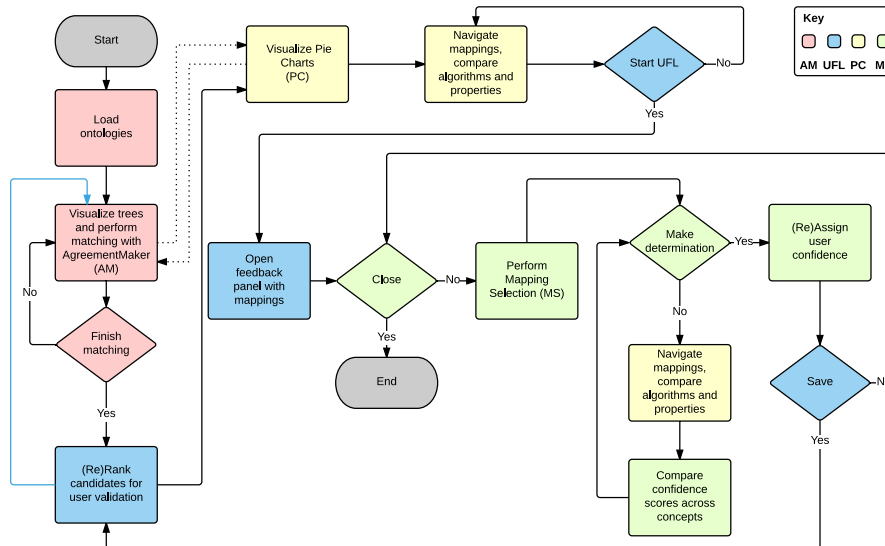 Start
Load
ontologies
Visualize trees
and perform
matching with
AgreementMaker
(AM)
No
Finish
matching
Yes
(Re)Rank
candidates for
user validation
Visualize Pie
Charts
(PC)
Navigate
mappings,
compare
algorithms and
properties
Start UFL
No
Yes
Key
AM UFL PC M
Open
feedback
panel with
mappings
Close
No
Yes
End
Perform
Mapping
Selection (MS)
Make
determination
Yes
No
(Re)Assign
user
confidence
Navigate
mappings,
compare
algorithms and
properties
Compare
confidence
scores across
concepts
Save
N
Yes